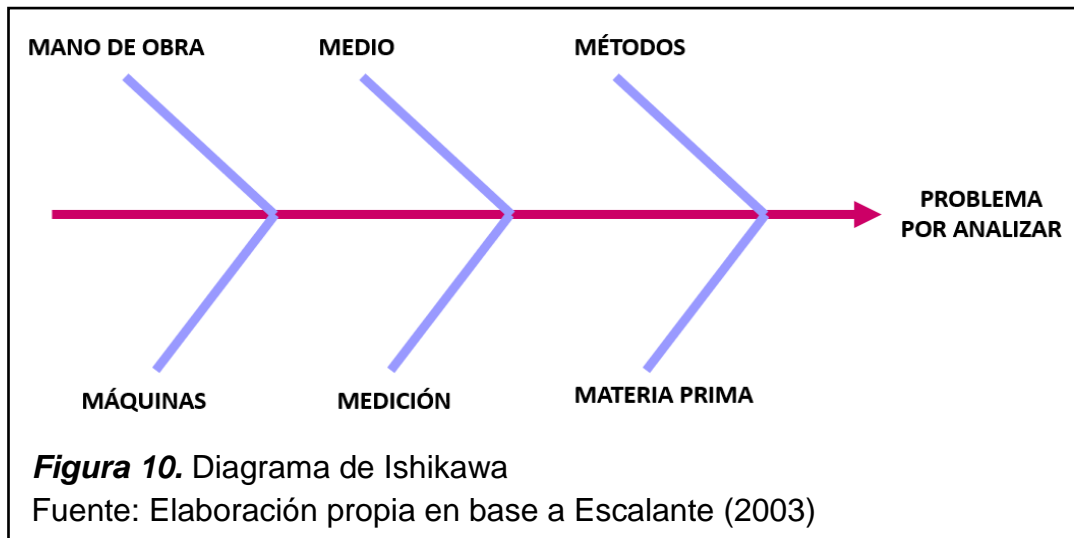 MANO DE OBRA
MEDIO
MÉTODOS
PROBLEMA
POR ANALIZAR
MÁQUINAS
MEDICIÓN
MATERIA PRIMA
Figura 10. Diagrama de Ishikawa
Fuente: Elaboración propia en base a Escalante (2003)